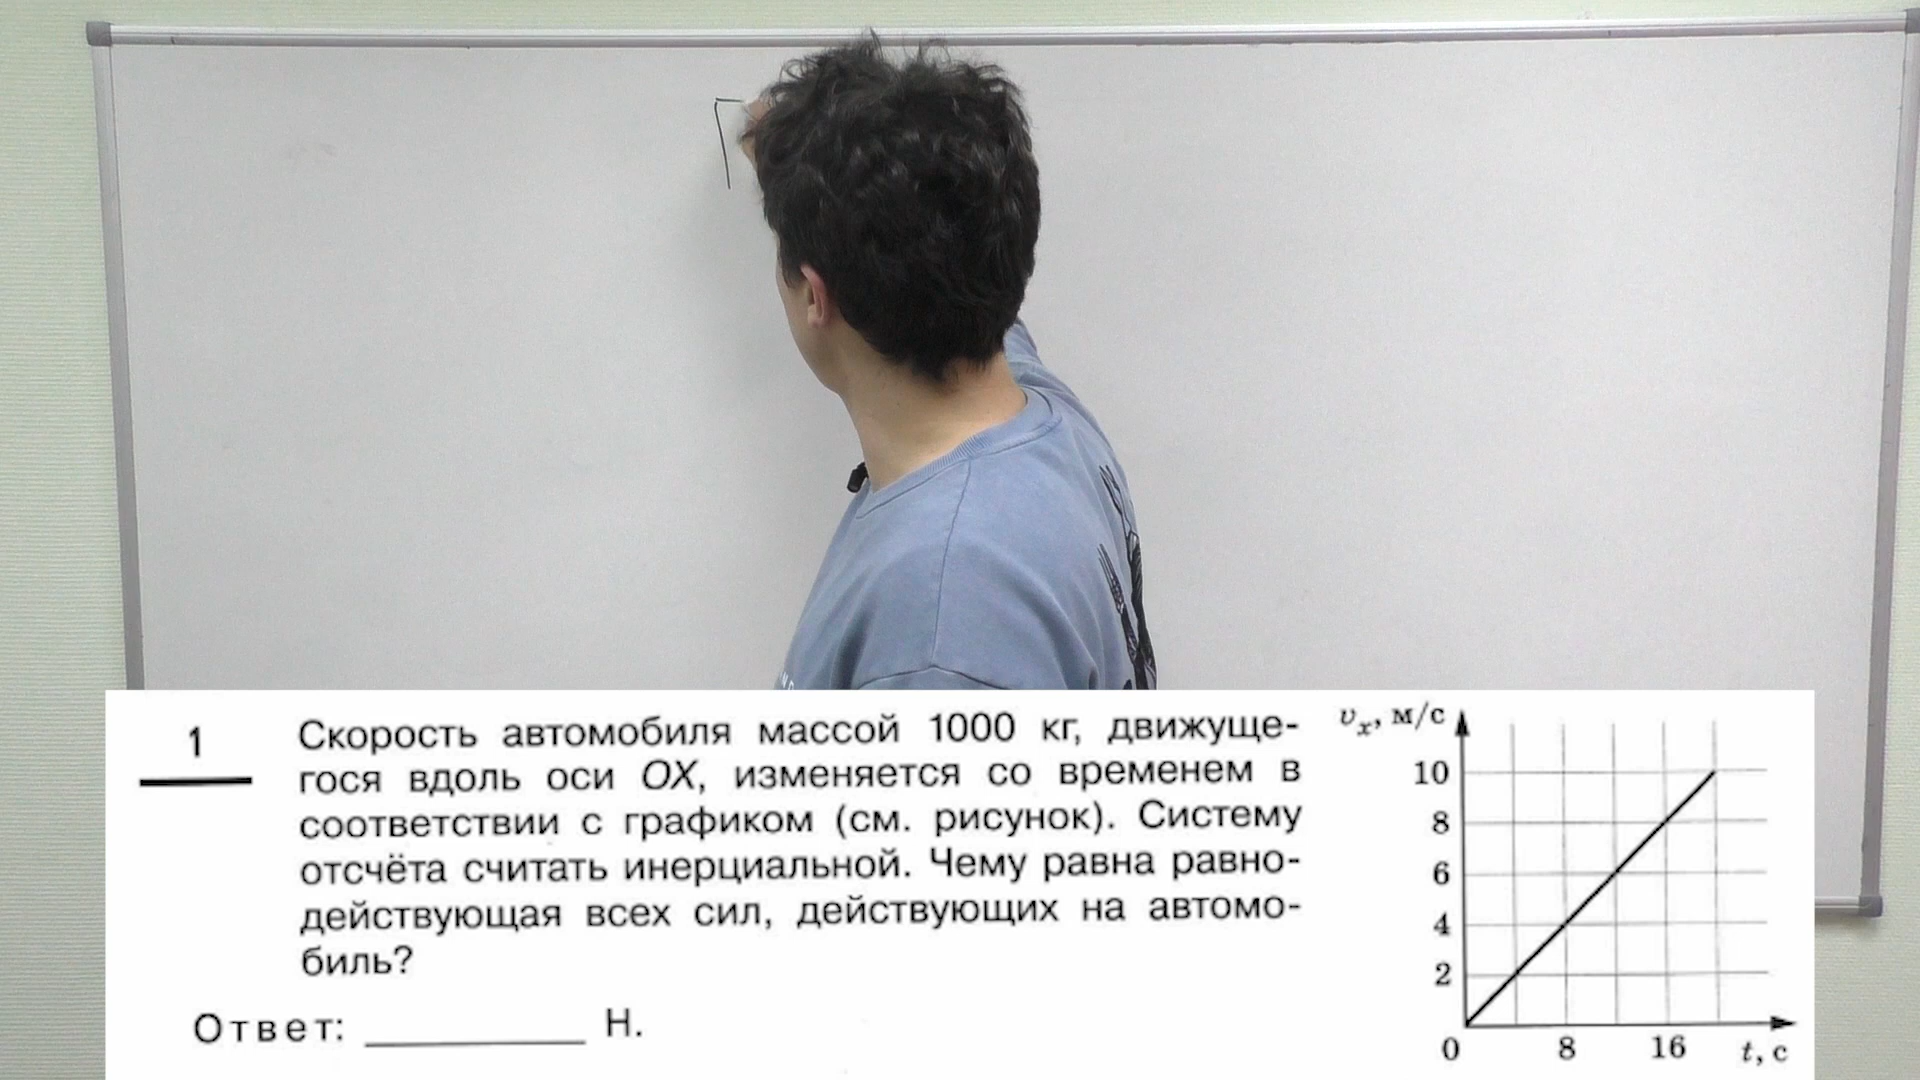 1
Скорость автомобиля массой 1000 кг, движуще-
гося вдоль оси OX, изменяется со временем в
соответствии с графиком (см. рисунок). Систему
отсчёта считать инерциальной. Чему равна равно-
действующая всех сил, действующих на автомо-
биль?
Ответ: __________ Н.
υx, м/с
10
8
6
4
2
0 8 16 t, с